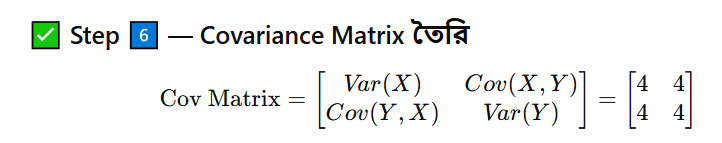 ✅ Step 6️⃣ — Covariance Matrix তৈরি
Cov Matrix = [Var(X) Cov(X,Y)] = [4 4]
[Cov(Y,X) Var(Y)] [4 4]